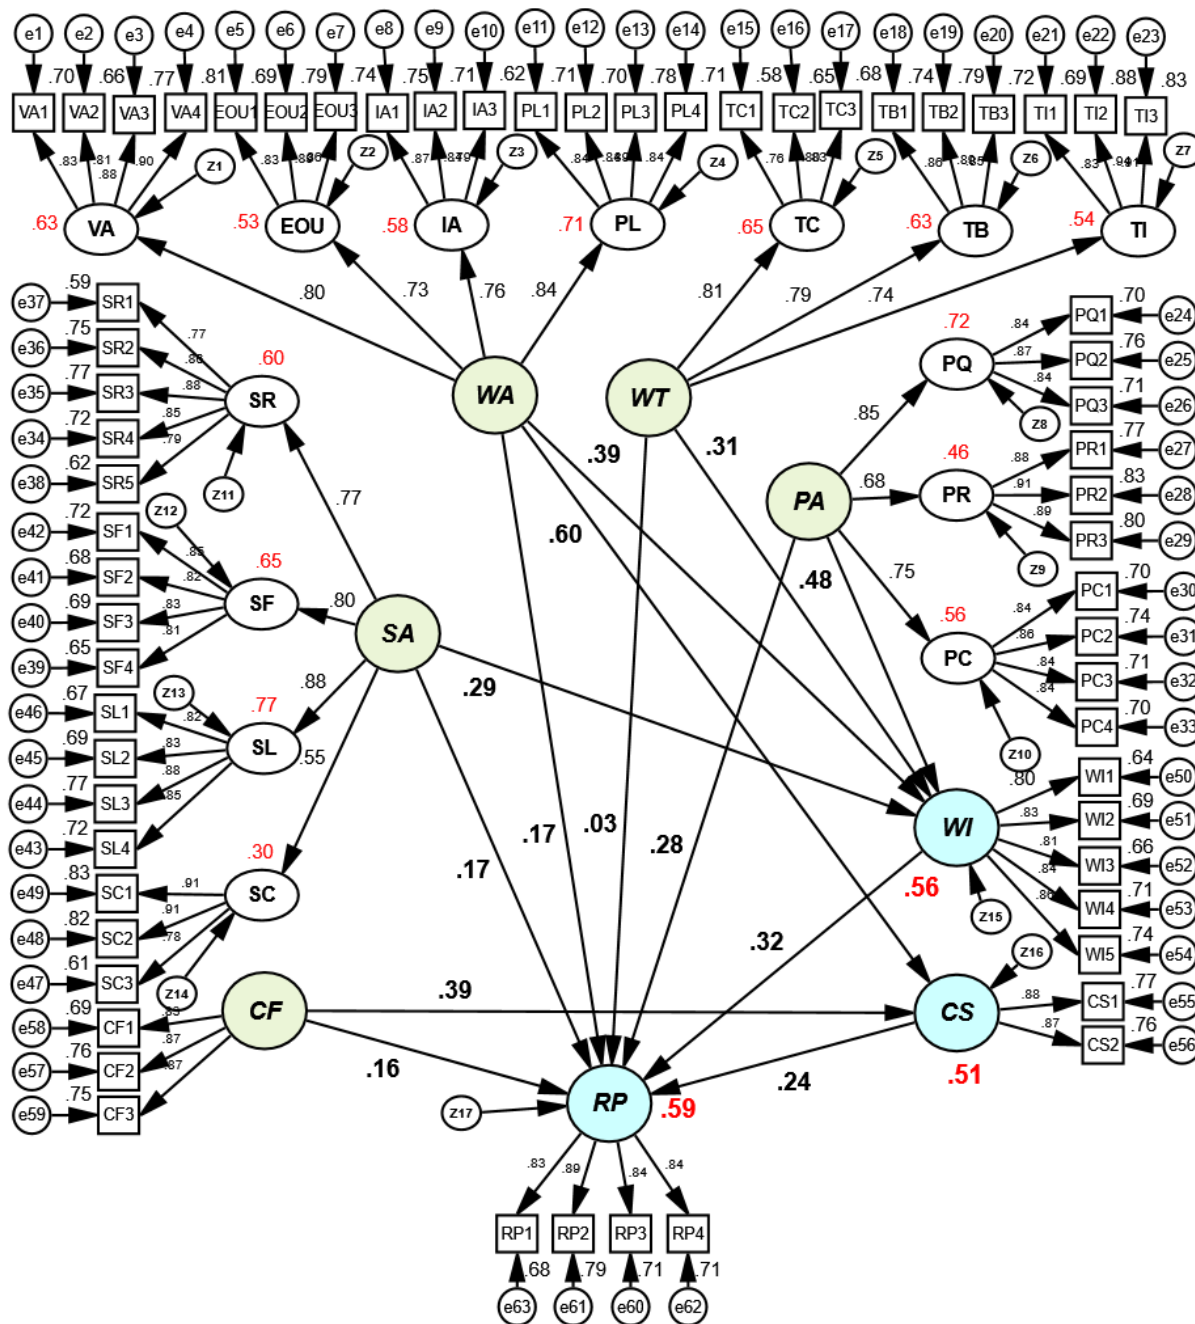 e1 e2 e3 e4 e5 e6 e7 e8 e9 e10 e11 e12 e13 e14 e15 e16 e17 e18 e19 e20 e21 e22 e23
.70 .66 .77 .81 .69 .79 .74 .75 .71 .62 .71 .70 .78 .71 .58 .65 .68 .74 .79 .72 .69 .88 .83
VA1 VA2 VA3 VA4 EOU1 EOU2 EOU3 IA1 IA2 IA3 PL1 PL2 PL3 PL4 TC1 TC2 TC3 TB1 TB2 TB3 TI1 TI2 TI3
.83 .81 .88 .90 .83 .87 .84 .84 .76 .86 .83
Z1 Z2 Z3 Z4 Z5 Z6 Z7
.63 VA .53 EOU .58 IA .71 PL .65 TC .63 TB .54 TI
.80 .73 .76 .84 .81 .79 .74
e37 .59 SR1 .77
e36 .75 SR2 .86
e35 .77 SR3 .88
e34 .72 SR4 .85
e38 .62 SR5 .79
.60 SR Z11
WA WT
.72 PQ Z8
.84 PQ1 .70 e24
.87 PQ2 .76 e25
.84 PQ3 .71 e26
.85
.39 .31
PA .68
.46 PR Z9
.88 PR1 .77 e27
.91 PR2 .83 e28
.89 PR3 .80 e29
.77
.60 .48 .75
Z12
e42 .72 SF1 .85
e41 .68 SF2 .82
e40 .69 SF3 .83
e39 .65 SF4 .81
.65 SF .80
SA
.56 PC Z10
.84 PC1 .70 e30
.86 PC2 .74 e31
.84 PC3 .71 e32
.84 PC4 .70 e33
.29
Z13
e46 .67 SL1 .82
e45 .69 SL2 .83
e44 .77 SL3 .88
e43 .72 SL4 .85
.77 SL .88
.55
WI .56 Z15
.80 WI1 .64 e50
.83 WI2 .69 e51
.81 WI3 .66 e52
.84 WI4 .71 e53
.86 WI5 .74 e54
.17 .17 .03 .28 .32
.30 SC Z14
e49 .83 SC1 .91
e48 .82 SC2 .91
e47 .61 SC3 .78
CF .39 .16
e58 .69 CF1 .83
e57 .76 CF2 .87
e59 .75 CF3 .87
Z16
CS .51
.88 CS1 .77 e55
.87 CS2 .76 e56
.24
Z17 RP .59
.83 .89 .84 .84
RP1 RP2 RP3 RP4
.68 .79 .71 .71
e63 e61 e60 e62